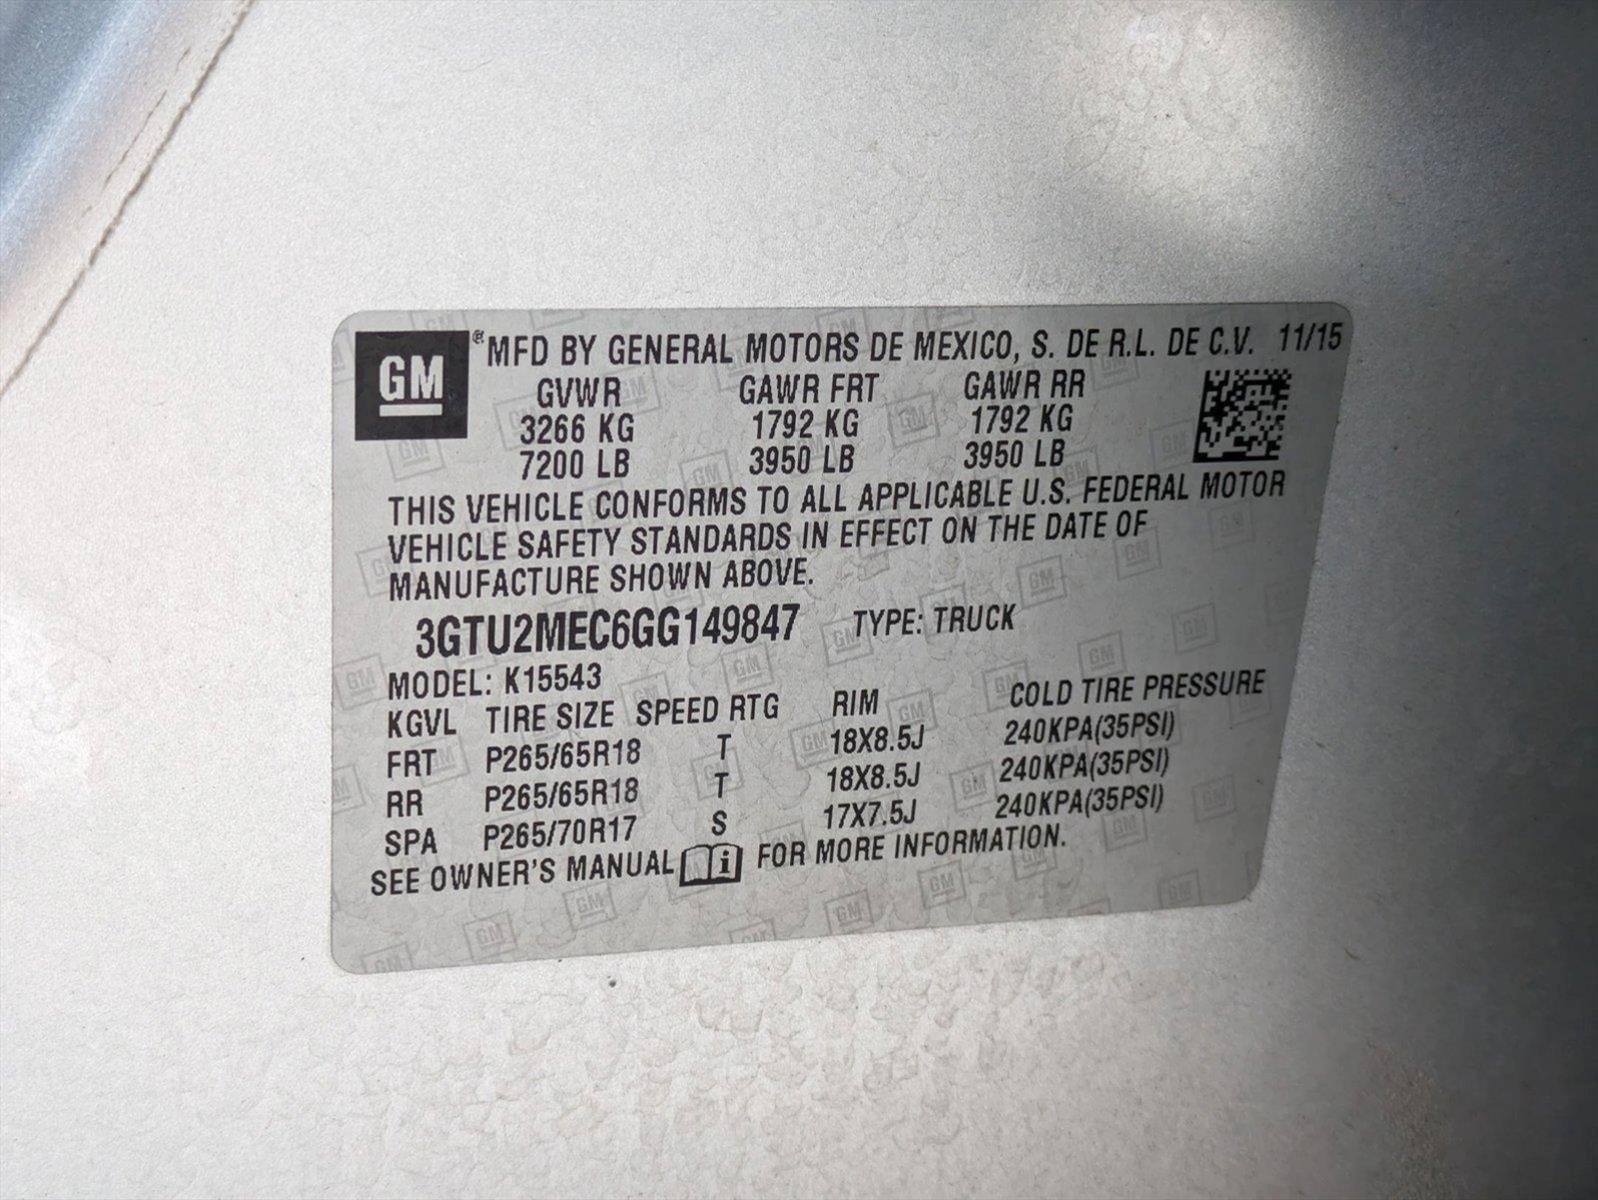 GM ® MFD BY GENERAL MOTORS DE MEXICO, S. DE R.L. DE C.V. 11/15
GVWR GAWR FRT GAWR RR
3266 KG 1792 KG 1792 KG
7200 LB 3950 LB 3950 LB
THIS VEHICLE CONFORMS TO ALL APPLICABLE U.S. FEDERAL MOTOR
VEHICLE SAFETY STANDARDS IN EFFECT ON THE DATE OF
MANUFACTURE SHOWN ABOVE.
3GTU2MEC6GG149847 TYPE: TRUCK
MODEL: K15543
KGVL TIRE SIZE SPEED RTG RIM COLD TIRE PRESSURE
FRT P265/65R18 T 18X8.5J 240KPA(35PSI)
RR P265/65R18 T 18X8.5J 240KPA(35PSI)
SPA P265/70R17 S 17X7.5J 240KPA(35PSI)
SEE OWNER'S MANUAL i FOR MORE INFORMATION.